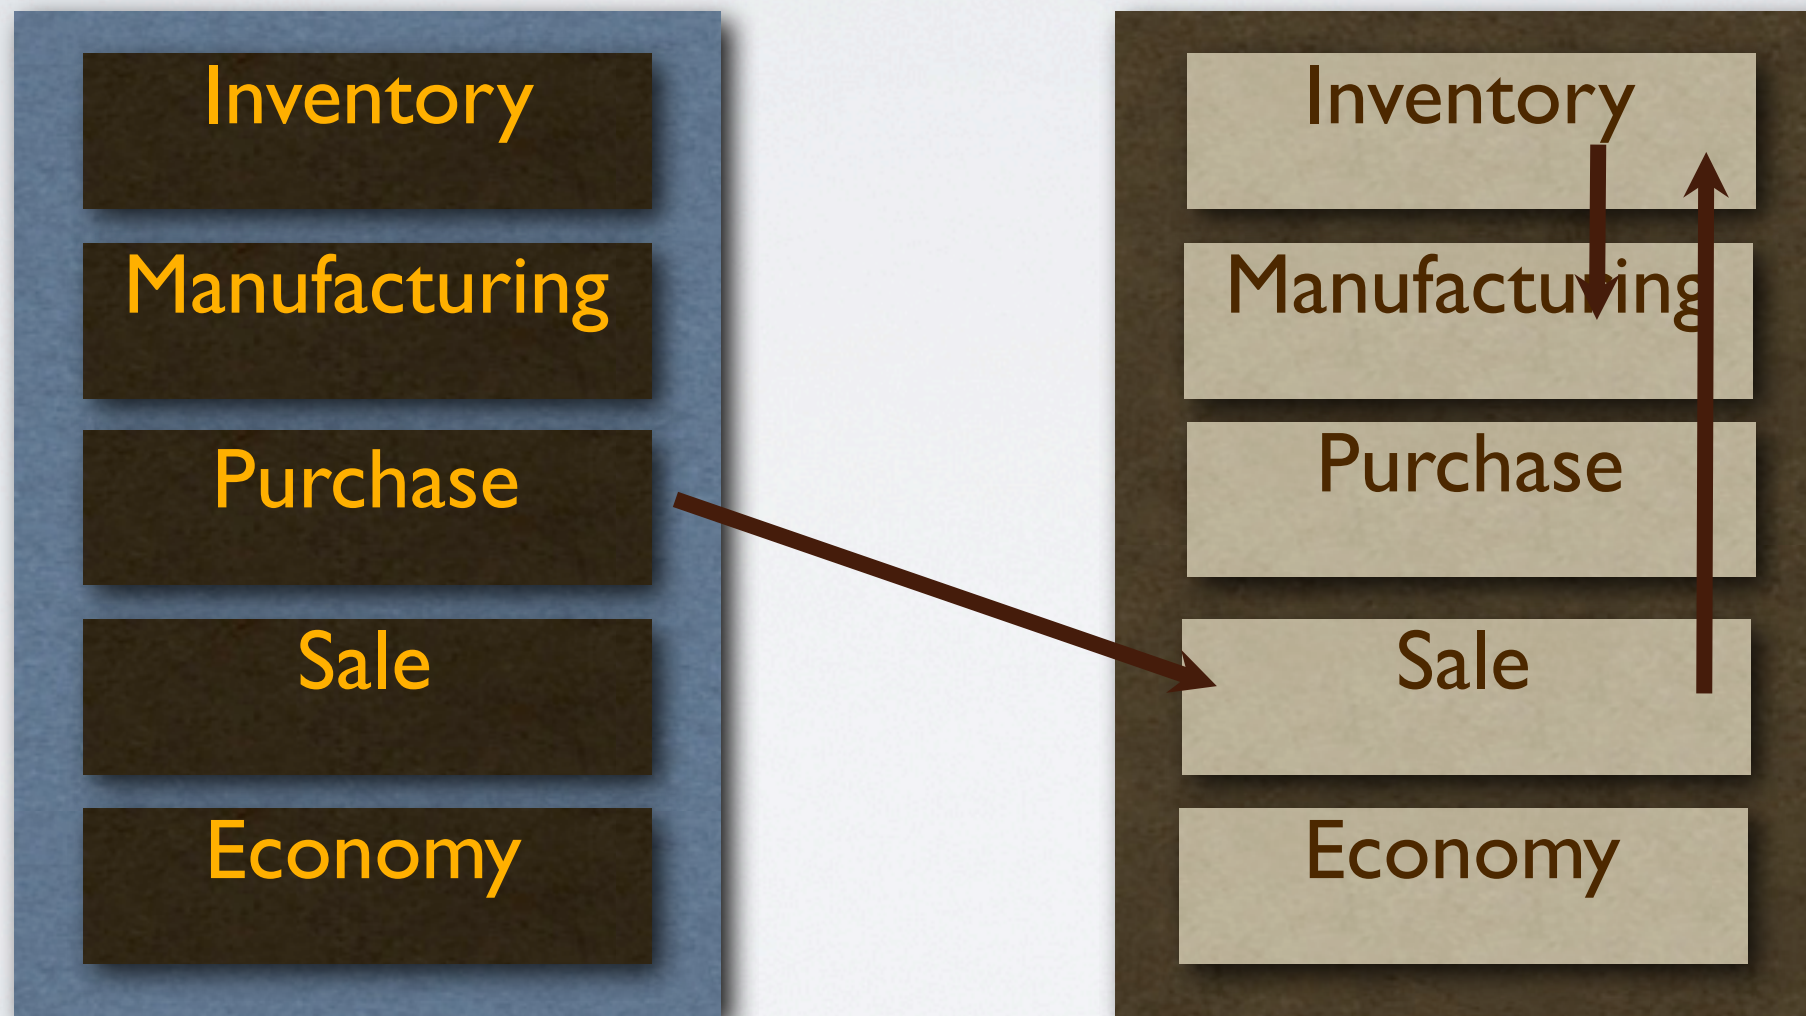 Inventory
Manufacturing
Purchase
Sale
Economy
Inventory
Manufacturing
Purchase
Sale
Economy